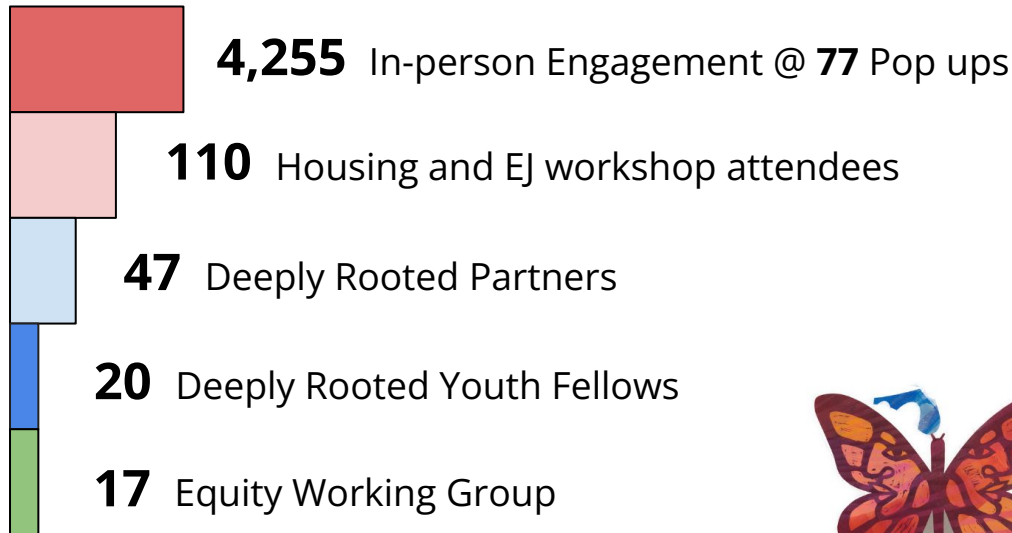 4,255 In-person Engagement @ 77 Pop ups
110 Housing and EJ workshop attendees
47 Deeply Rooted Partners
20 Deeply Rooted Youth Fellows
17 Equity Working Group